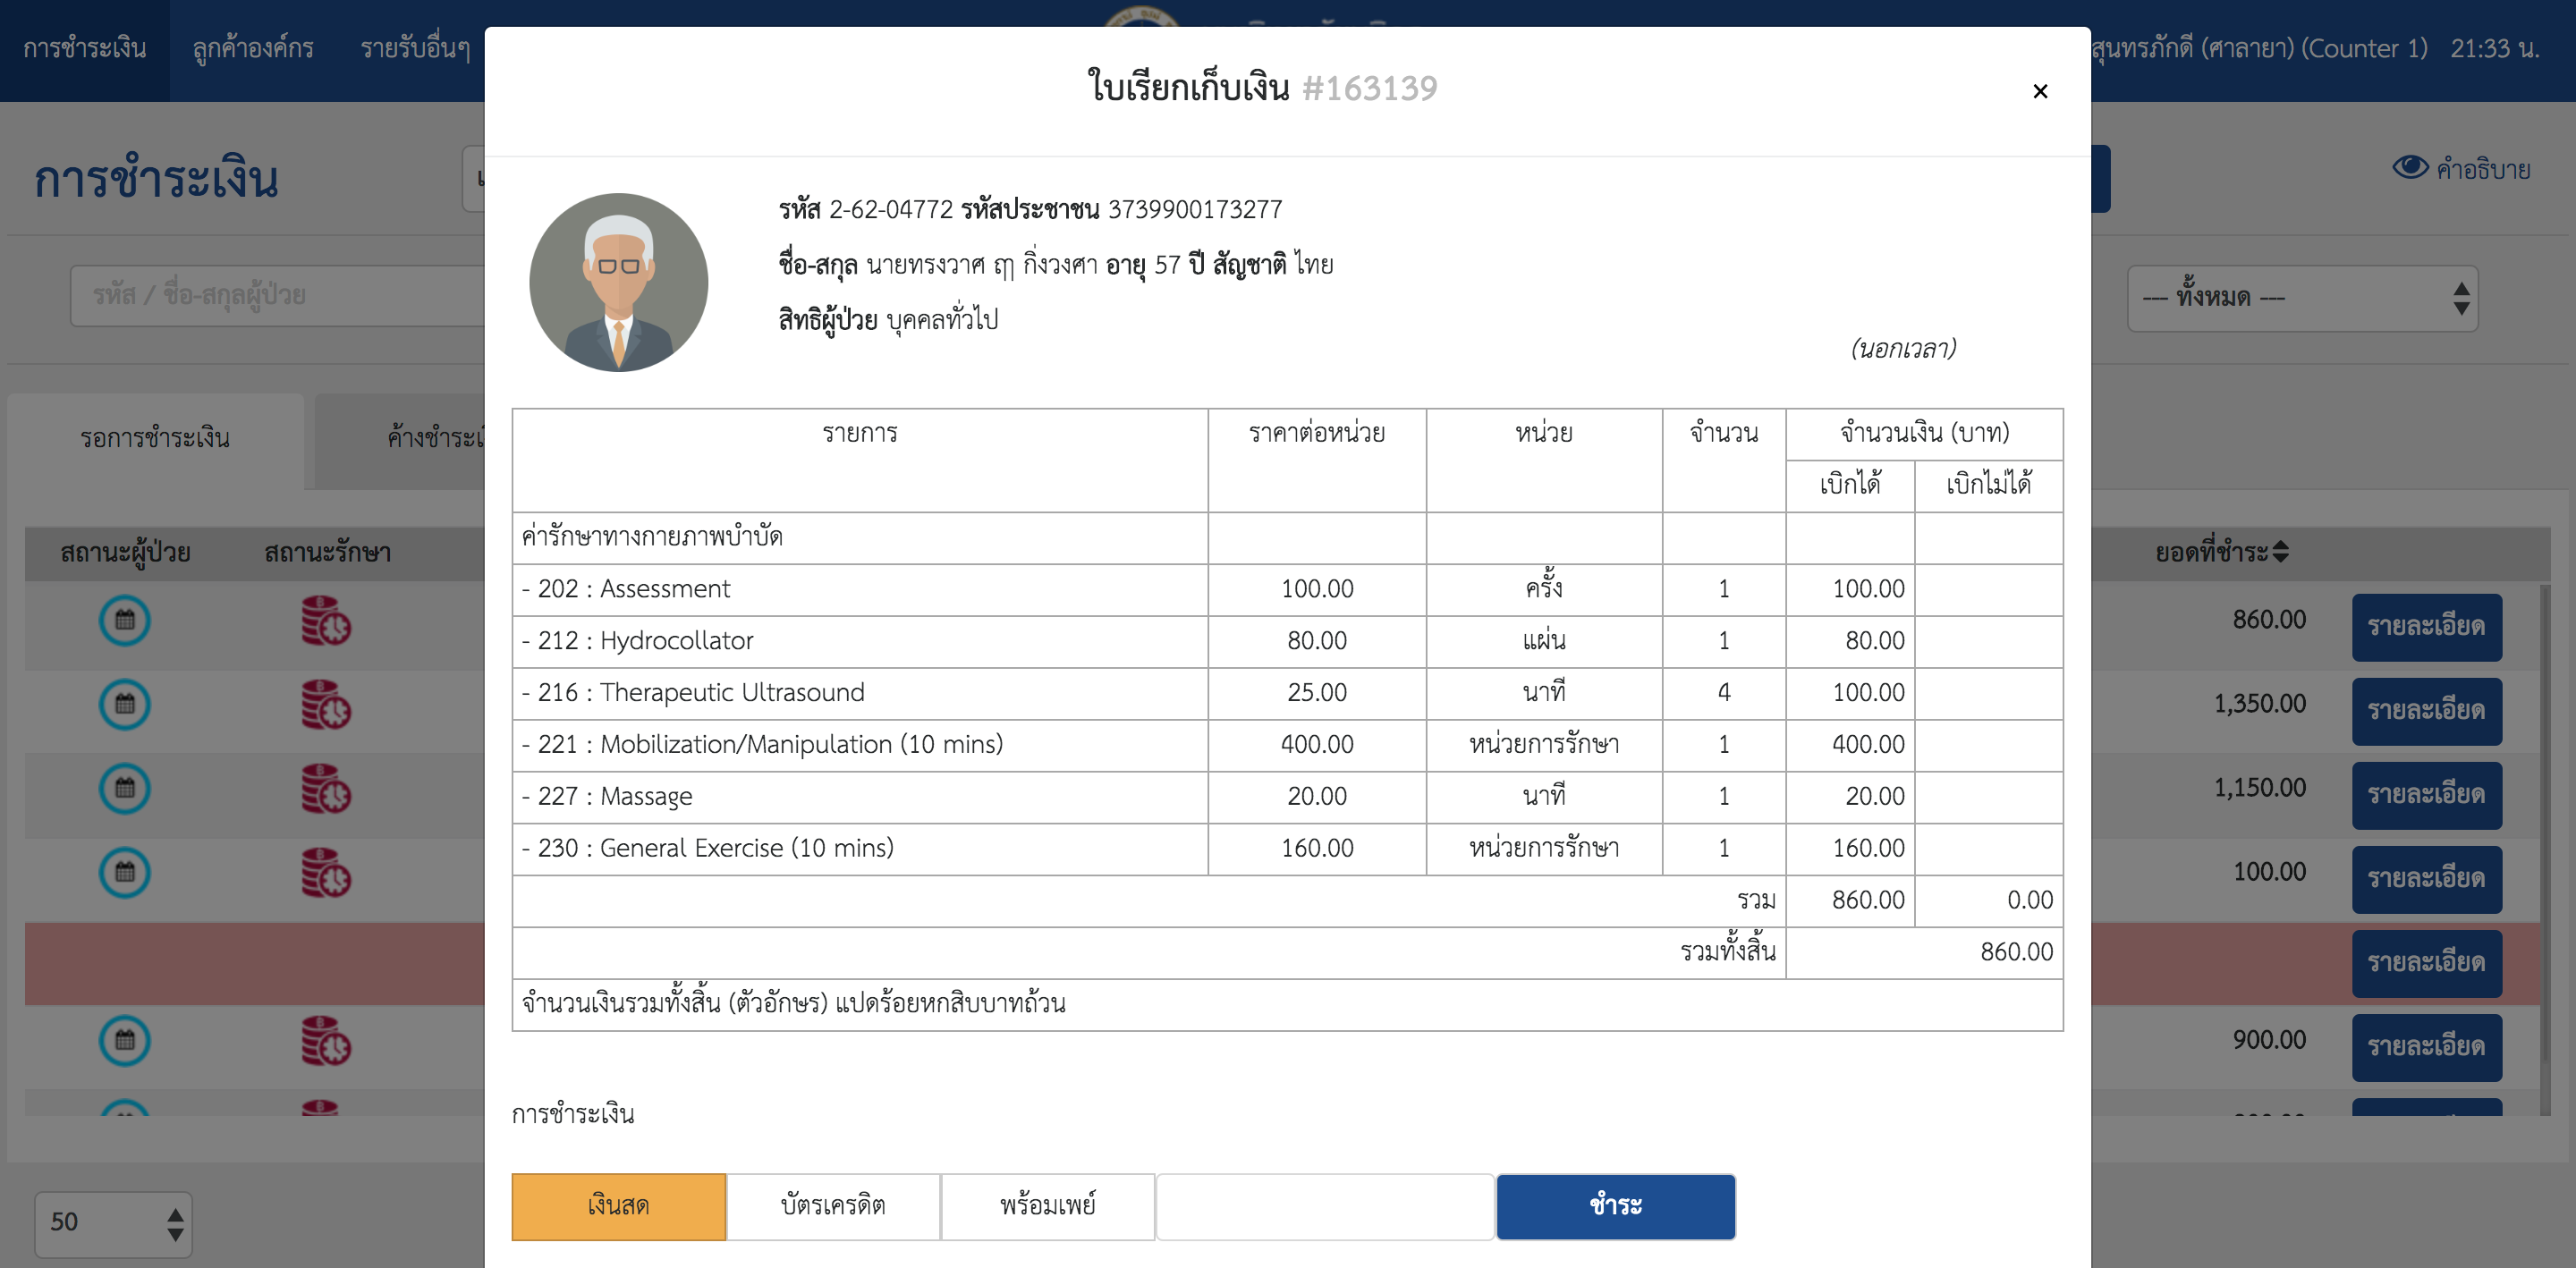 การชำระเงิน ลูกค้าองค์กร รายรับอื่นๆ
สุนทรภักดี (ศาลายา) (Counter 1) 21:33 น.
การชำระเงิน
คำอธิบาย
รหัส / ชื่อ-สกุลผู้ป่วย
--- ทั้งหมด ---
รอการชำระเงิน
สถานะผู้ป่วย สถานะรักษา
ยอดที่ชำระ
860.00 รายละเอียด
1,350.00 รายละเอียด
1,150.00 รายละเอียด
100.00 รายละเอียด
รายละเอียด
900.00 รายละเอียด
50
ใบเรียกเก็บเงิน #163139
×
รหัส 2-62-04772 รหัสประชาชน 3739900173277
ชื่อ-สกุล นายทรงวาศ ฦๅ กิ่งวงศา อายุ 57 ปี สัญชาติ ไทย
สิทธิผู้ป่วย บุคคลทั่วไป
(นอกเวลา)
รายการ ราคาต่อหน่วย หน่วย จำนวน จำนวนเงิน (บาท)
เบิกได้ เบิกไม่ได้
ค่ารักษาทางกายภาพบำบัด
- 202 : Assessment 100.00 ครั้ง 1 100.00
- 212 : Hydrocollator 80.00 แผ่น 1 80.00
- 216 : Therapeutic Ultrasound 25.00 นาที 4 100.00
- 221 : Mobilization/Manipulation (10 mins) 400.00 หน่วยการรักษา 1 400.00
- 227 : Massage 20.00 นาที 1 20.00
- 230 : General Exercise (10 mins) 160.00 หน่วยการรักษา 1 160.00
รวม 860.00 0.00
รวมทั้งสิ้น 860.00
จำนวนเงินรวมทั้งสิ้น (ตัวอักษร) แปดร้อยหกสิบบาทถ้วน
การชำระเงิน
เงินสด บัตรเครดิต พร้อมเพย์ ชำระ